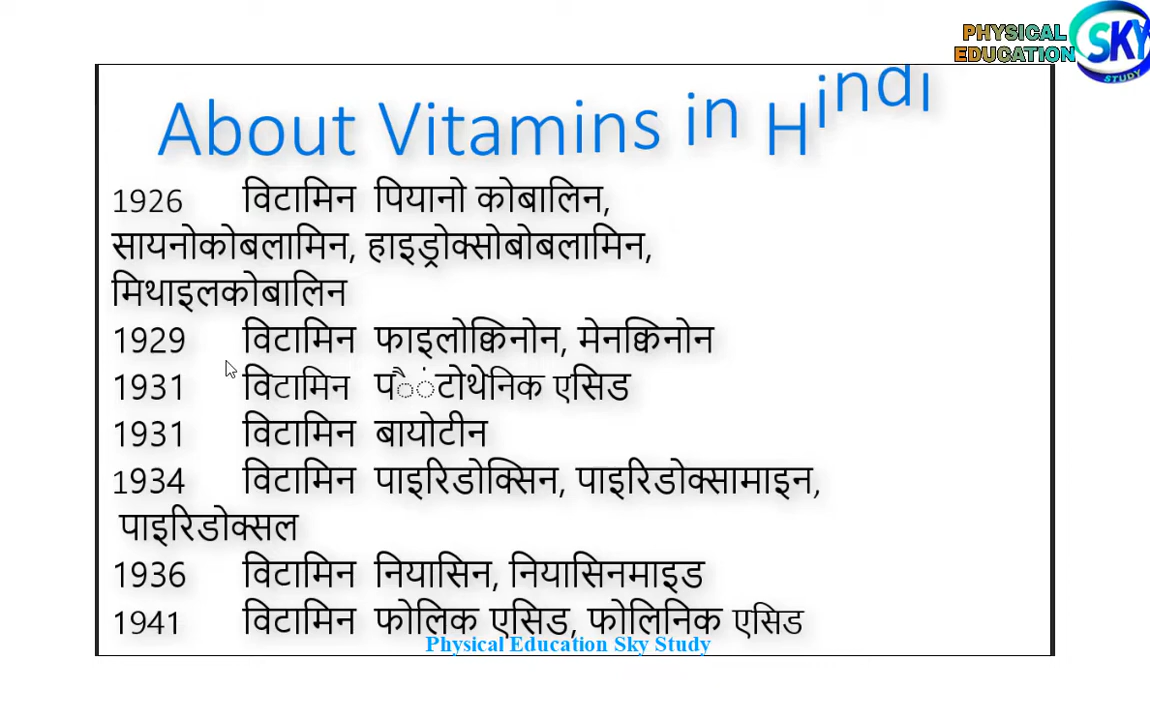 PHYSICAL
EDUCATION
SKY
STUDY
About Vitamins in Hindi
1926 विटामिन पियानो कोबालिन,
सायनोकोबलामिन, हाइड्रोक्सोबोबलामिन,
मिथाइलकोबालिन
1929 विटामिन फाइलोक्विनोन, मेनक्विनोन
1931 विटामिन पैंटोथेनिक एसिड
1931 विटामिन बायोटीन
1934 विटामिन पाइरिडोक्सिन, पाइरिडोक्सामाइन,
पाइरिडोक्सल
1936 विटामिन नियासिन, नियासिनमाइड
1941 विटामिन फोलिक एसिड, फोलिनिक एसिड
Physical Education Sky Study